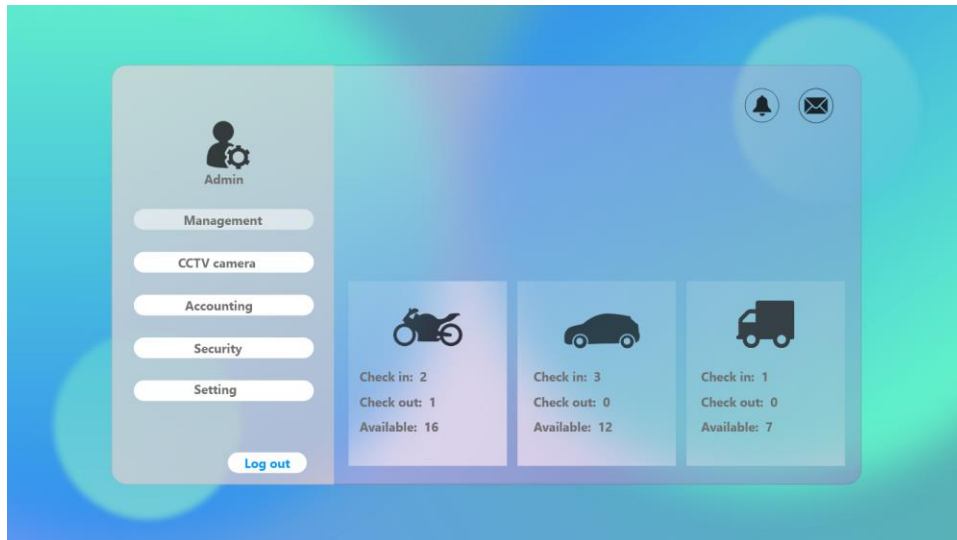 Admin
Management
CCTV camera
Accounting
Security
Setting
Log out
Check in: 2
Check out: 1
Available: 16
Check in: 3
Check out: 0
Available: 12
Check in: 1
Check out: 0
Available: 7